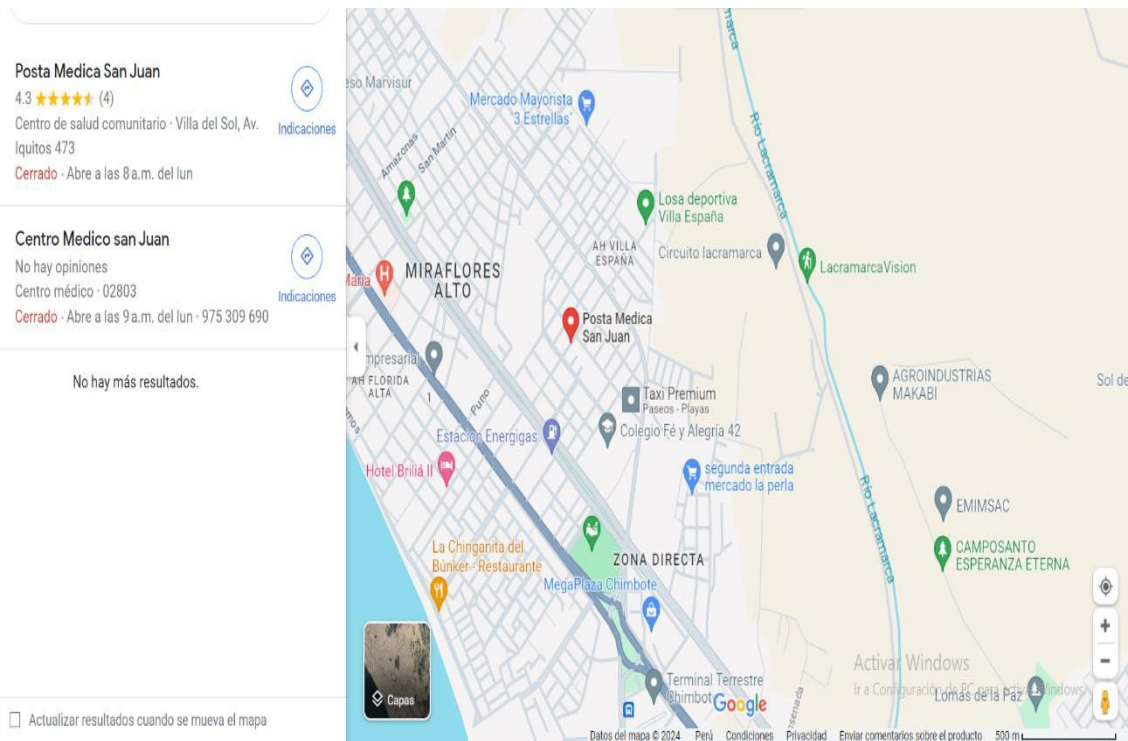 Posta Medica San Juan
4.3 (4)
Centro de salud comunitario · Villa del Sol, Av.
Iquitos 473
Cerrado · Abre a las 8 a.m. del lun
Indicaciones
Centro Medico san Juan
No hay opiniones
Centro médico · 02803
Cerrado · Abre a las 9 a.m. del lun · 975 309 690
Indicaciones
No hay más resultados.
Actualizar resultados cuando se mueva el mapa
Marvisur
Mercado Mayorista
'3 Estrellas'
Amazonas
San Martin
Losa deportiva
Villa España
AH VILLA
ESPAÑA
Circuito lacramarca
LacramarcaVision
Río Lacramarca
MIRAFLORES
ALTO
H
Posta Medica
San Juan
AH FLORIDA
ALTA
1
Puno
Taxi Premium
Paseos - Playas
Colegio Fé y Alegría 42
AGROINDUSTRIAS
MAKABI
Sol de
Estación Energigas
Hotel Briliá II
segunda entrada
mercado la perla
Río Lacramarca
EMIMSAC
La Chinganita del
Búnker - Restaurante
ZONA DIRECTA
CAMPOSANTO
ESPERANZA ETERNA
MegaPlaza Chimbote
Capas
Terminal Terrestre
Chimbote
Google
Activar Windows
Ir a Configuración de PC para activar Windows.
Lomas de la Paz
Datos del mapa © 2024 Perú Condiciones Privacidad Enviar comentarios sobre el producto 500 m